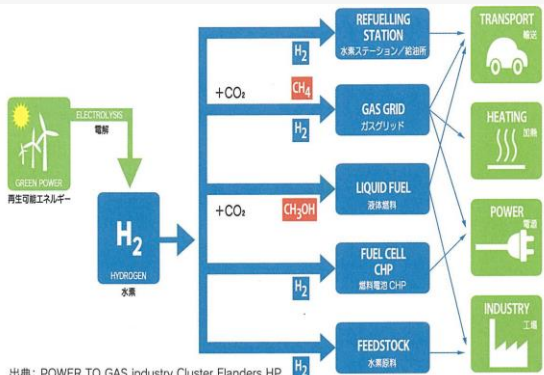 GREEN POWER
再生可能エネルギー
ELECTROLYSIS
電解
H₂
HYDROGEN
水素
H₂
REFUELLING
STATION
水素ステーション／給油所
+CO₂
CH₄
H₂
GAS GRID
ガスグリッド
+CO₂
CH₃OH
LIQUID FUEL
液体燃料
H₂
FUEL CELL
CHP
燃料電池 CHP
H₂
FEEDSTOCK
水素原料
TRANSPORT
輸送
HEATING
加熱
POWER
電源
INDUSTRY
工場
出典: POWER TO GAS industry Cluster Flanders HP